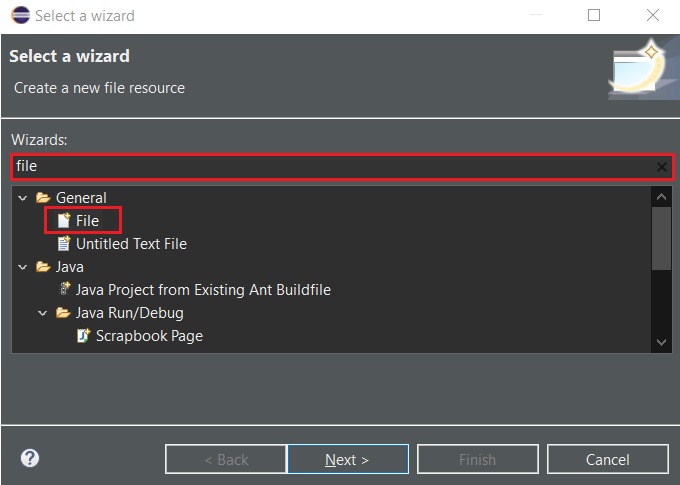 Select a wizard
Select a wizard
Create a new file resource
Wizards:
file
General
File
Untitled Text File
Java
Java Project from Existing Ant Buildfile
Java Run/Debug
Scrapbook Page
? < Back Next > Finish Cancel